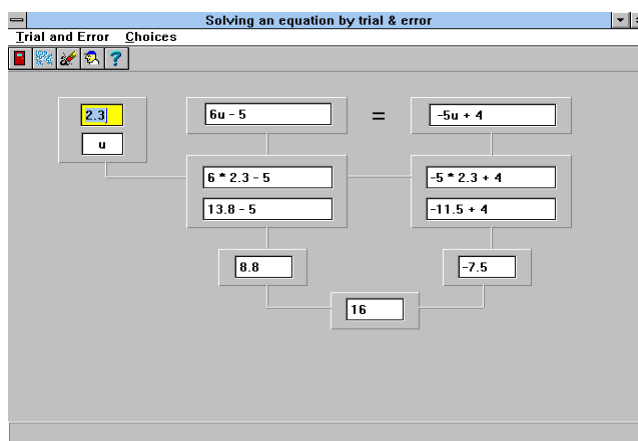 Solving an equation by trial & error
Trial and Error Choices
?
2.3 6u - 5 = -5u + 4
u
6 * 2.3 - 5 -5 * 2.3 + 4
13.8 - 5 -11.5 + 4
8.8 -7.5
16